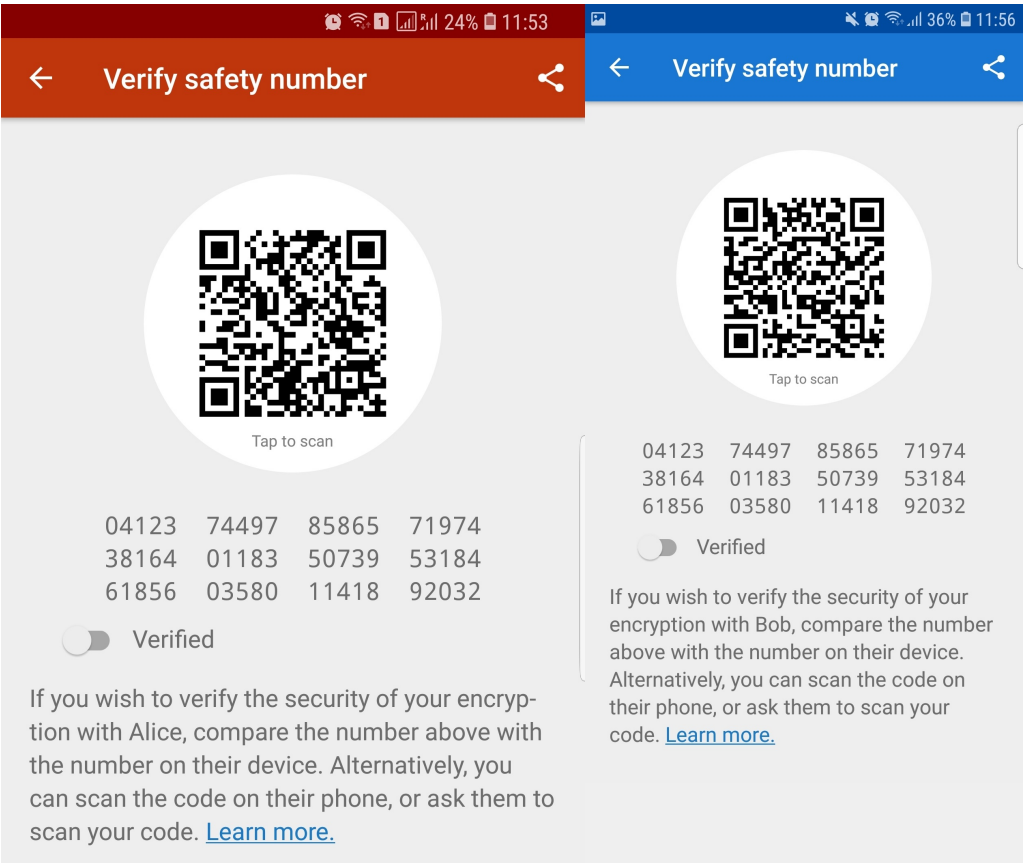 1 R 24% 11:53
Verify safety number
Tap to scan
04123 74497 85865 71974
38164 01183 50739 53184
61856 03580 11418 92032
Verified
If you wish to verify the security of your encryp-
tion with Alice, compare the number above with
the number on their device. Alternatively, you
can scan the code on their phone, or ask them to
scan your code. Learn more.
36% 11:56
Verify safety number
Tap to scan
04123 74497 85865 71974
38164 01183 50739 53184
61856 03580 11418 92032
Verified
If you wish to verify the security of your
encryption with Bob, compare the number
above with the number on their device.
Alternatively, you can scan the code on
their phone, or ask them to scan your
code. Learn more.